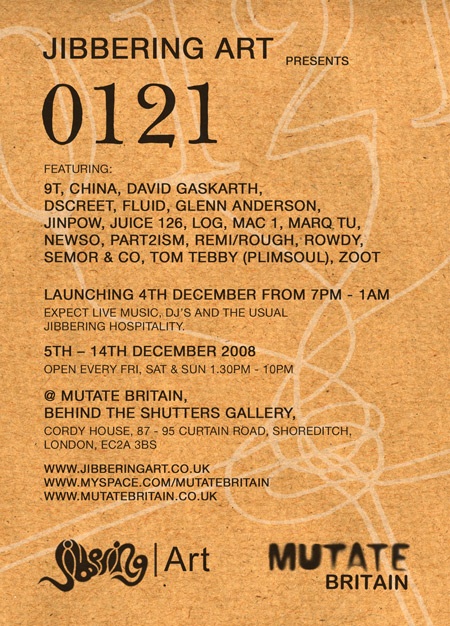 JIBBERING ART PRESENTS
0121
FEATURING:
9T, CHINA, DAVID GASKARTH,
DSCREET, FLUID, GLENN ANDERSON,
JINPOW, JUICE 126, LOG, MAC 1, MARQ TU,
NEWSO, PART2ISM, REMI/ROUGH, ROWDY,
SEMOR & CO, TOM TEBBY (PLIMSOUL), ZOOT
LAUNCHING 4TH DECEMBER FROM 7PM - 1AM
EXPECT LIVE MUSIC, DJ'S AND THE USUAL
JIBBERING HOSPITALITY.
5TH – 14TH DECEMBER 2008
OPEN EVERY FRI, SAT & SUN 1.30PM - 10PM
@ MUTATE BRITAIN,
BEHIND THE SHUTTERS GALLERY,
CORDY HOUSE, 87 - 95 CURTAIN ROAD, SHOREDITCH,
LONDON, EC2A 3BS
WWW.JIBBERINGART.CO.UK
WWW.MYSPACE.COM/MUTATEBRITAIN
WWW.MUTATEBRITAIN.CO.UK
Jibbering | Art
MUTATE
BRITAIN